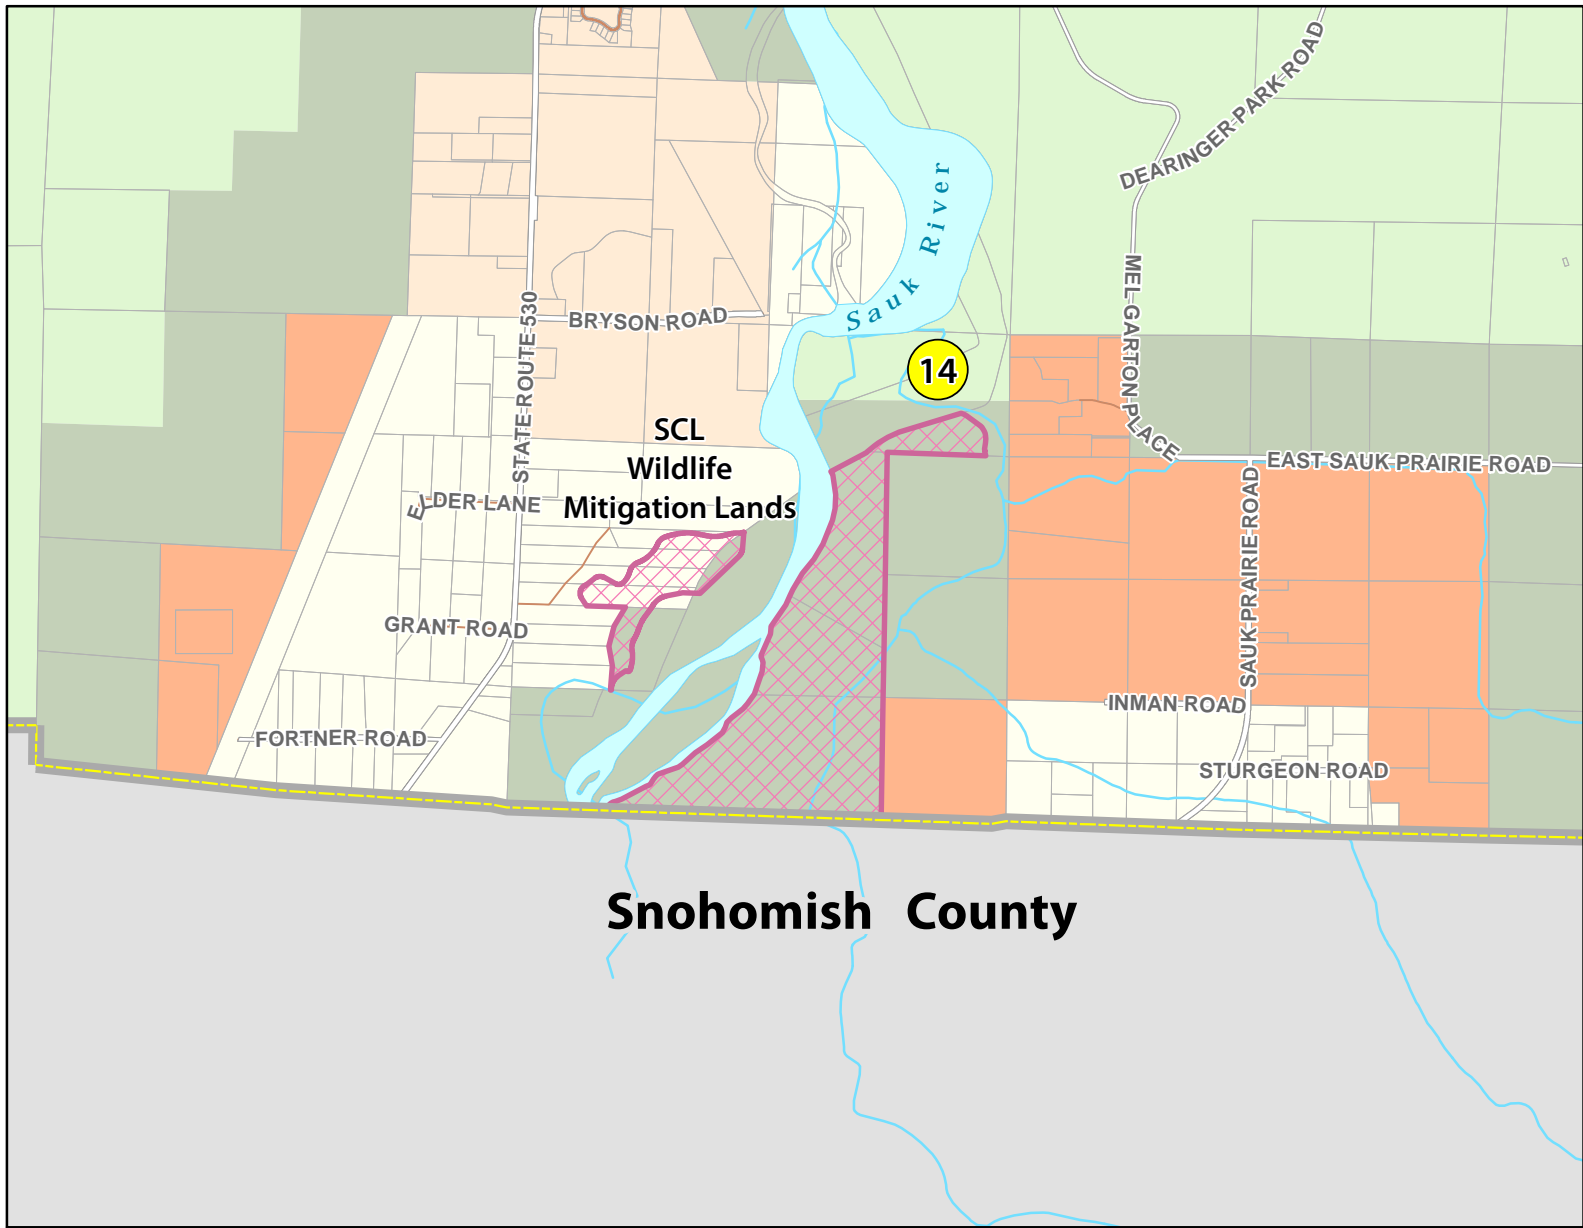 DEARINGER PARK ROAD
Sauk River
MEL GARTON PLACE
STATE ROUTE 530
BRYSON ROAD
14
SCL
Wildlife
Mitigation Lands
EAST SAUK PRAIRIE ROAD
ELDER LANE
SAUK PRAIRIE ROAD
GRANT ROAD
INMAN ROAD
FORTNER ROAD
STURGEON ROAD
Snohomish County